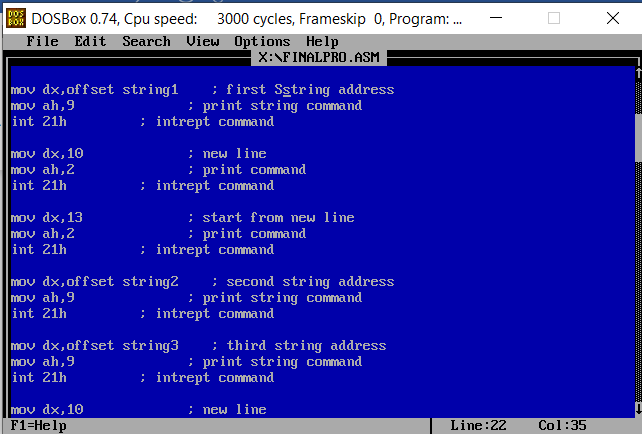 DOS
BOX
DOSBox 0.74, Cpu speed: 3000 cycles, Frameskip 0, Program: ...
File Edit Search View Options Help
X:\FINALPRO.ASM
mov dx,offset string1 ; first Sstring address
mov ah,9 ; print string command
int 21h ; intrept command
mov dx,10 ; new line
mov ah,2 ; print command
int 21h ; intrept command
mov dx,13 ; start from new line
mov ah,2 ; print command
int 21h ; intrept command
mov dx,offset string2 ; second string address
mov ah,9 ; print string command
int 21h ; intrept command
mov dx,offset string3 ; third string address
mov ah,9 ; print string command
int 21h ; intrept command
mov dx,10 ; new line
F1=Help Line:22 Col:35